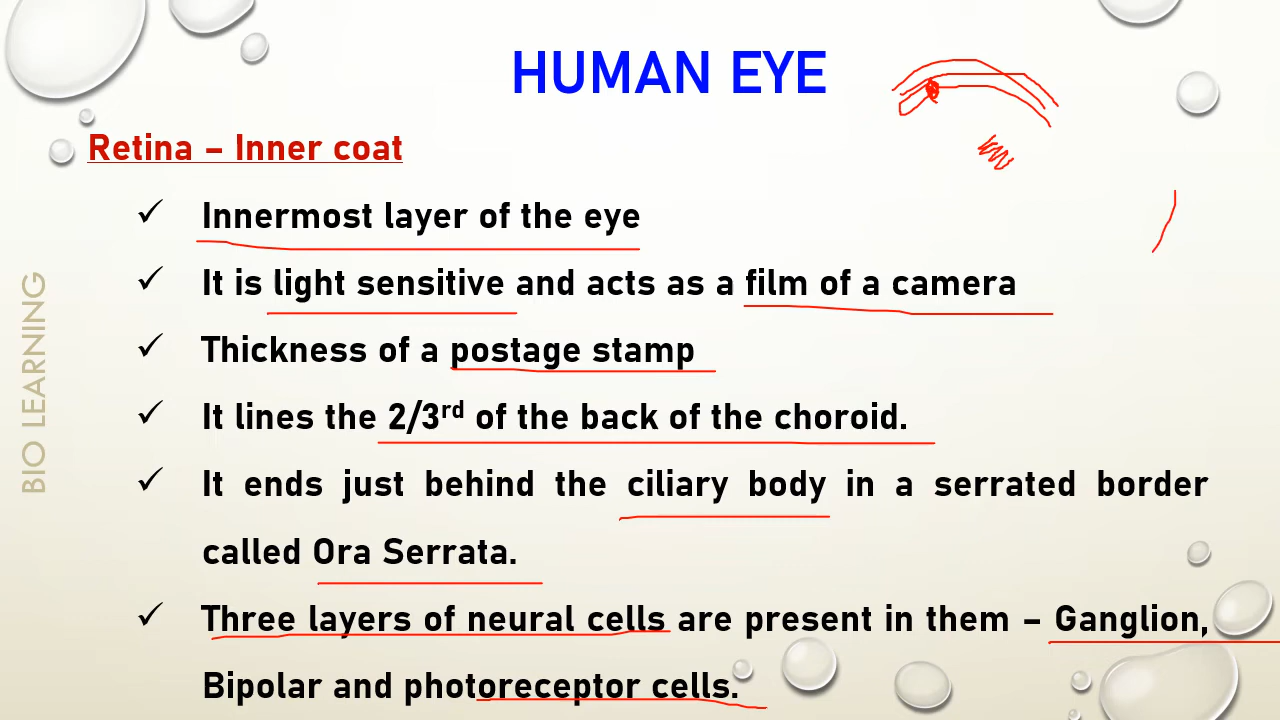 HUMAN EYE
Retina – Inner coat
✓ Innermost layer of the eye
✓ It is light sensitive and acts as a film of a camera
✓ Thickness of a postage stamp
✓ It lines the 2/3rd of the back of the choroid.
✓ It ends just behind the ciliary body in a serrated border
called Ora Serrata.
✓ Three layers of neural cells are present in them – Ganglion,
Bipolar and photoreceptor cells.
BIO LEARNING